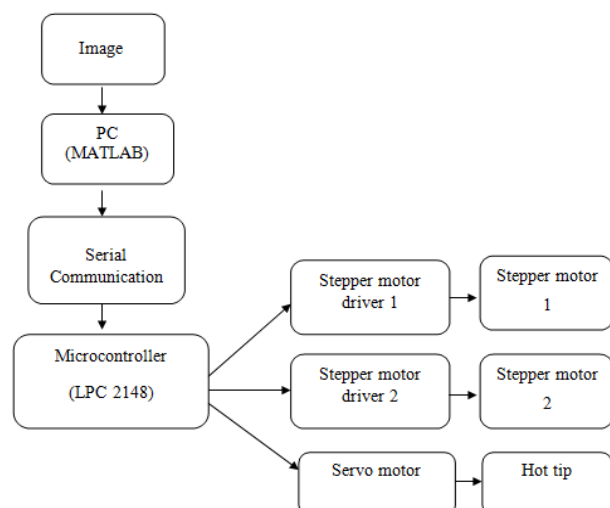 Image
PC
(MATLAB)
Serial
Communication
Microcontroller
(LPC 2148)
Stepper motor
driver 1
Stepper motor
1
Stepper motor
driver 2
Stepper motor
2
Servo motor
Hot tip